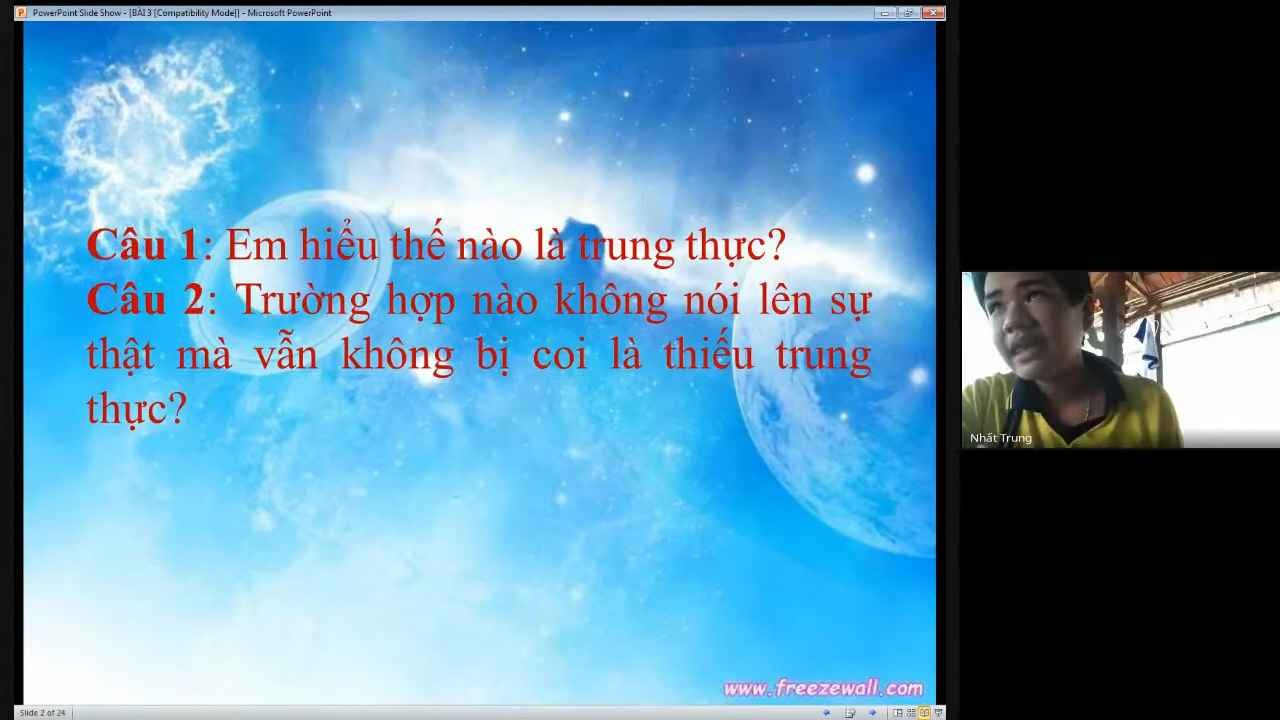 PowerPoint Slide Show - [BÀI 3 [Compatibility Mode]] - Microsoft PowerPoint
Câu 1: Em hiểu thế nào là trung thực?
Câu 2: Trường hợp nào không nói lên sự
thật mà vẫn không bị coi là thiếu trung
thực?
Nhất Trung
www.freezewall.com
Slide 2 of 24